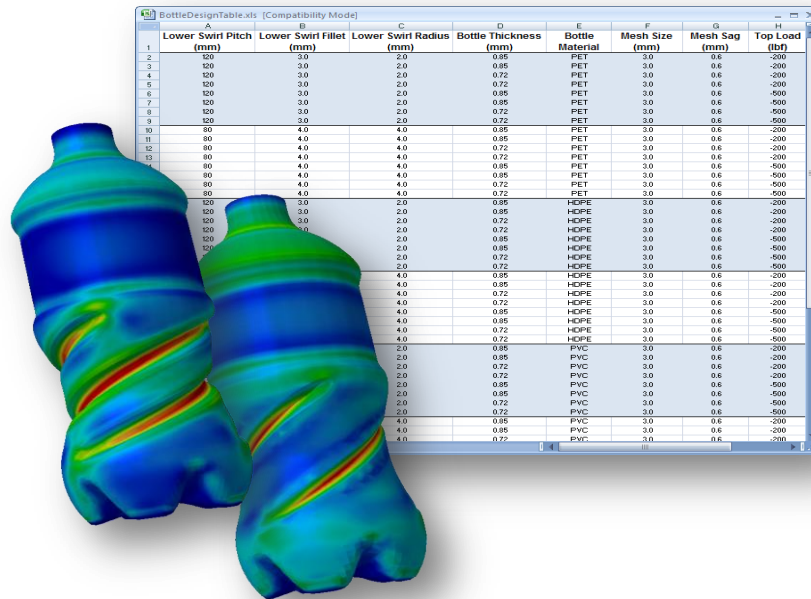 BottleDesignTable.xls [Compatibility Mode]
A B C D E F G H
Lower Swirl Pitch Lower Swirl Fillet Lower Swirl Radius Bottle Thickness Bottle Mesh Size Mesh Sag Top Load
1 (mm) (mm) (mm) (mm) Material (mm) (mm) (lbf)
2 120 3.0 2.0 0.85 PET 3.0 0.6 -200
3 120 3.0 2.0 0.85 PET 3.0 0.6 -200
4 120 3.0 2.0 0.72 PET 3.0 0.6 -200
5 120 3.0 2.0 0.72 PET 3.0 0.6 -200
6 120 3.0 2.0 0.85 PET 3.0 0.6 -500
7 120 3.0 2.0 0.85 PET 3.0 0.6 -500
8 120 3.0 2.0 0.72 PET 3.0 0.6 -500
9 120 3.0 2.0 0.72 PET 3.0 0.6 -500
10 80 4.0 4.0 0.85 PET 3.0 0.6 -200
11 80 4.0 4.0 0.85 PET 3.0 0.6 -200
12 80 4.0 4.0 0.72 PET 3.0 0.6 -200
13 80 4.0 4.0 0.72 PET 3.0 0.6 -200
80 4.0 4.0 0.85 PET 3.0 0.6 -500
80 4.0 4.0 0.85 PET 3.0 0.6 -500
80 4.0 4.0 0.72 PET 3.0 0.6 -500
80 4.0 4.0 0.72 PET 3.0 0.6 -500
120 3.0 2.0 0.85 HDPE 3.0 0.6 -200
120 3.0 2.0 0.85 HDPE 3.0 0.6 -200
120 3.0 2.0 0.72 HDPE 3.0 0.6 -200
120 3.0 2.0 0.72 HDPE 3.0 0.6 -200
120 2.0 0.85 HDPE 3.0 0.6 -500
120 2.0 0.85 HDPE 3.0 0.6 -500
120 2.0 0.72 HDPE 3.0 0.6 -500
120 2.0 0.72 HDPE 3.0 0.6 -500
4.0 0.85 HDPE 3.0 0.6 -200
4.0 0.85 HDPE 3.0 0.6 -200
4.0 0.72 HDPE 3.0 0.6 -200
4.0 0.72 HDPE 3.0 0.6 -200
4.0 0.85 HDPE 3.0 0.6 -500
4.0 0.85 HDPE 3.0 0.6 -500
4.0 0.72 HDPE 3.0 0.6 -500
4.0 0.72 HDPE 3.0 0.6 -500
2.0 0.85 PVC 3.0 0.6 -200
2.0 0.85 PVC 3.0 0.6 -200
2.0 0.72 PVC 3.0 0.6 -200
2.0 0.72 PVC 3.0 0.6 -200
2.0 0.85 PVC 3.0 0.6 -500
2.0 0.85 PVC 3.0 0.6 -500
2.0 0.72 PVC 3.0 0.6 -500
2.0 0.72 PVC 3.0 0.6 -500
4.0 0.85 PVC 3.0 0.6 -200
4.0 0.85 PVC 3.0 0.6 -200
4.0 0.72 PVC 3.0 0.6 -200